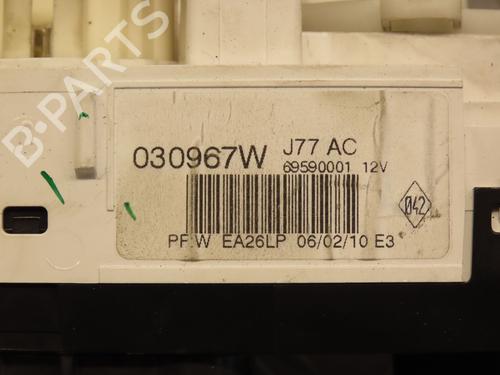 030967W J77 AC
69590001 12V
042
PF:W EA26LP 06/02/10 E3
B-PARTS